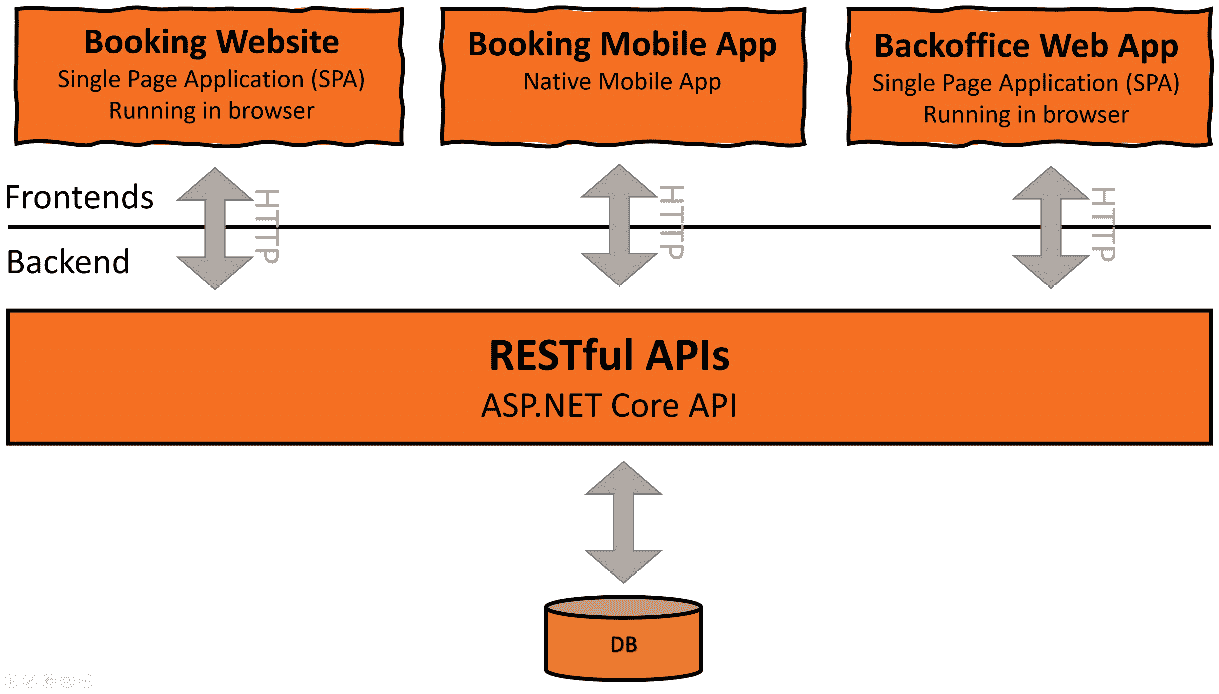 Booking Website
Single Page Application (SPA)
Running in browser
Booking Mobile App
Native Mobile App
Backoffice Web App
Single Page Application (SPA)
Running in browser
Frontends
HTTP
HTTP
HTTP
Backend
RESTful APIs
ASP.NET Core API
DB